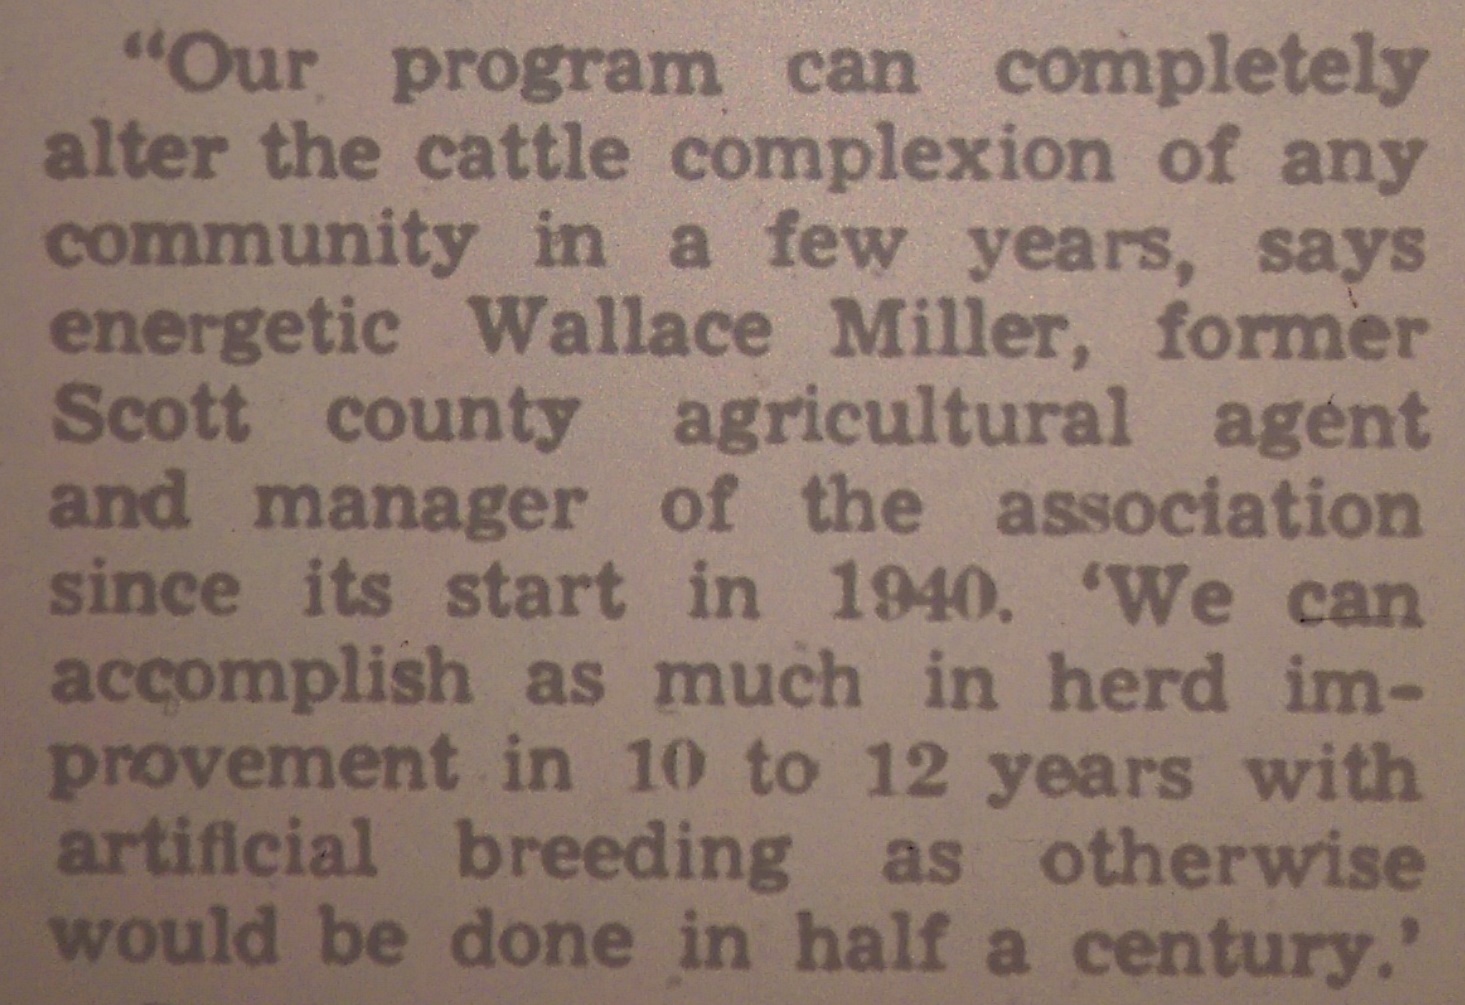 “Our program can completely
alter the cattle complexion of any
community in a few years, says
energetic Wallace Miller, former
Scott county agricultural agent
and manager of the association
since its start in 1940. ‘We can
accomplish as much in herd im-
provement in 10 to 12 years with
artificial breeding as otherwise
would be done in half a century.’